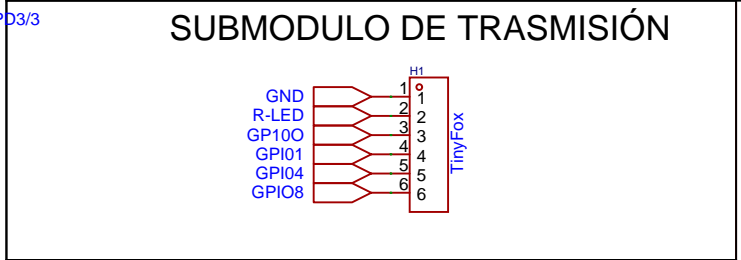 PD3/3
SUBMODULO DE TRASMISIÓN
H1
GND 1 1
R-LED 2 2
GP10O 3 3
GPI01 4 4
GPI04 5 5
GPIO8 6 6
TinyFox